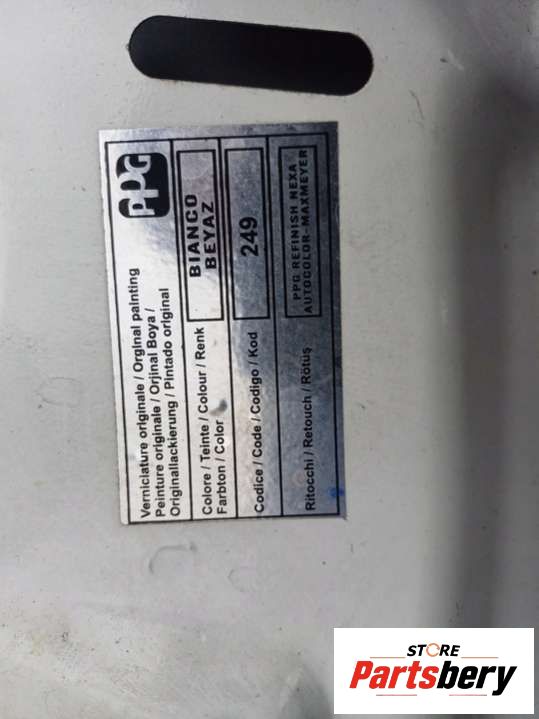 Verniciature originale / Orginal painting
Peinture originale / Orjinal Boya /
Originallackierung / Pintado original
PPG
Colore / Teinte / Colour / Renk
Farbton / Color
BIANCO
BEYAZ
Codice / Code / Codigo / Kod
249
Ritocchi / Retouch / Rötuş
PPG REFINISH NEXA
AUTOCOLOR-MAXMEYER
STORE
Partsbery